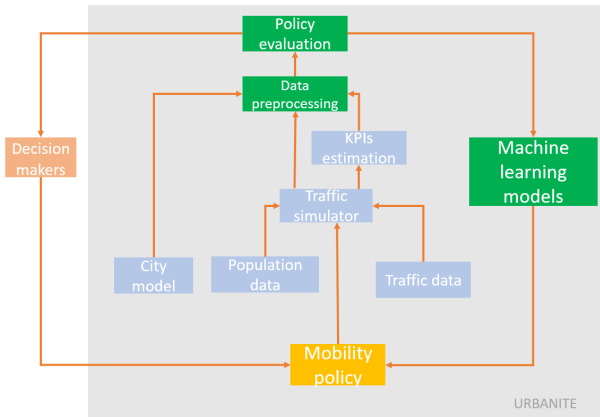 Policy
evaluation
Data
preprocessing
KPIs
estimation
Decision
makers
Machine
learning
models
Traffic
simulator
City
model
Population
data
Traffic data
Mobility
policy
URBANITE